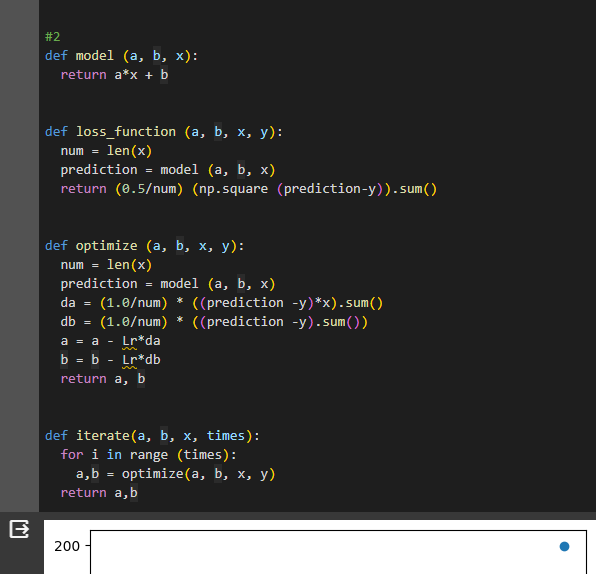 #2
def model (a, b, x):
return a*x + b
def loss_function (a, b, x, y):
num = len(x)
prediction = model (a, b, x)
return (0.5/num) (np.square (prediction-y)).sum()
def optimize (a, b, x, y):
num = len(x)
prediction = model (a, b, x)
da = (1.0/num) * ((prediction -y)*x).sum()
db = (1.0/num) * ((prediction -y).sum())
a = a - Lr*da
b = b - Lr*db
return a, b
def iterate(a, b, x, times):
for i in range (times):
a,b = optimize(a, b, x, y)
return a,b
200